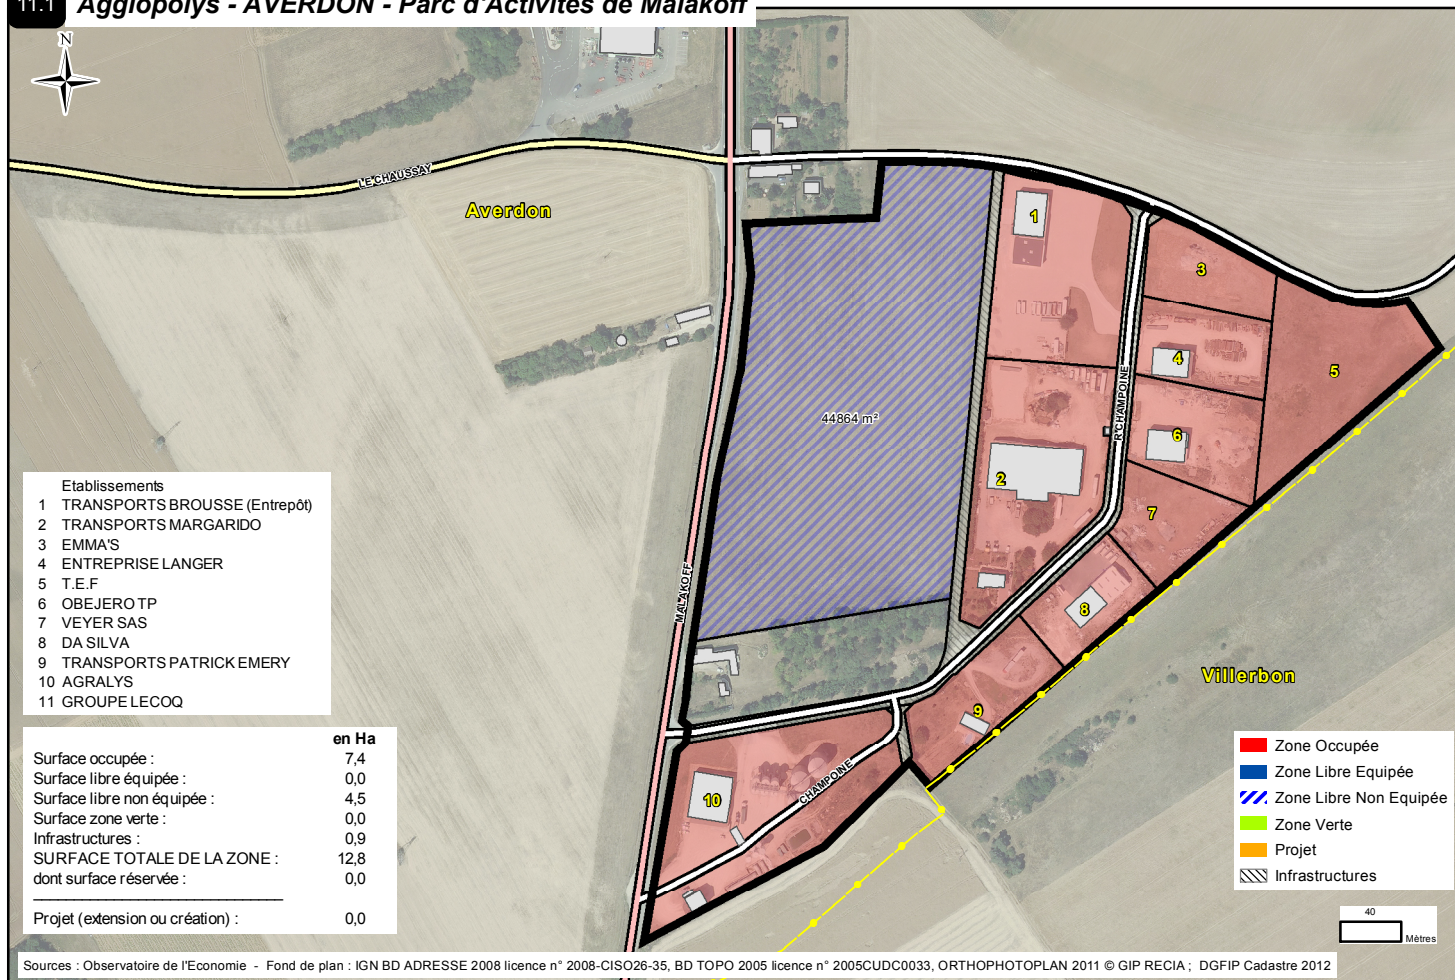 11.1 Agglopolys - AVERDON - Parc d'Activités de Malakoff
N
LE CHAUSSAY
Averdon
1
3
4
5
44864 m²
R CHAMPOINE
6
2
7
MALAKOFF
8
Villerbon
9
CHAMPOINE
10
Etablissements
1 TRANSPORTS BROUSSE (Entrepôt)
2 TRANSPORTS MARGARIDO
3 EMMA'S
4 ENTREPRISE LANGER
5 T.E.F
6 OBEJERO TP
7 VEYER SAS
8 DA SILVA
9 TRANSPORTS PATRICK EMERY
10 AGRALYS
11 GROUPE LECOQ
en Ha
Surface occupée : 7,4
Surface libre équipée : 0,0
Surface libre non équipée : 4,5
Surface zone verte : 0,0
Infrastructures : 0,9
SURFACE TOTALE DE LA ZONE : 12,8
dont surface réservée : 0,0
Projet (extension ou création) : 0,0
Zone Occupée
Zone Libre Equipée
Zone Libre Non Equipée
Zone Verte
Projet
Infrastructures
40
Mètres
Sources : Observatoire de l'Economie - Fond de plan : IGN BD ADRESSE 2008 licence n° 2008-CISO26-35, BD TOPO 2005 licence n° 2005CUDC0033, ORTHOPHOTOPLAN 2011 © GIP RECIA ; DGFIP Cadastre 2012